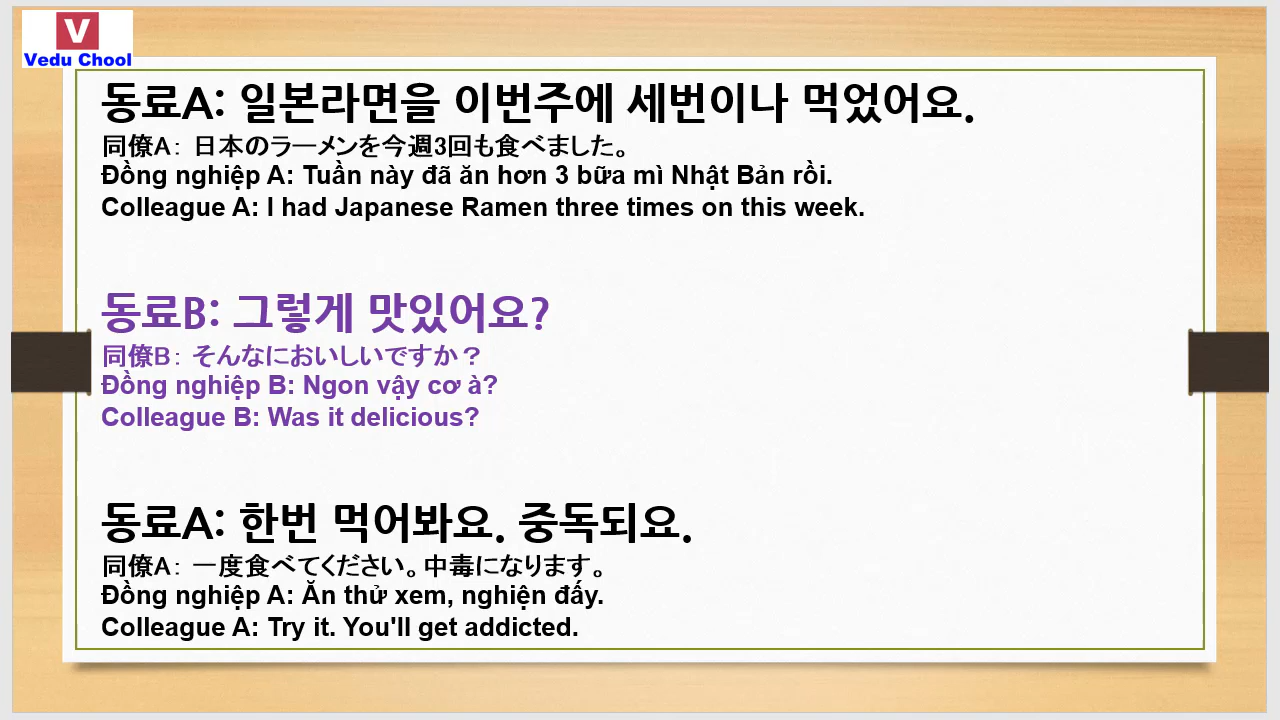 V
Vedu Chool
동료A: 일본라면을 이번주에 세번이나 먹었어요.
同僚A： 日本のラーメンを今週3回も食べました。
Đồng nghiệp A: Tuần này đã ăn hơn 3 bữa mì Nhật Bản rồi.
Colleague A: I had Japanese Ramen three times on this week.
동료B: 그렇게 맛있어요?
同僚B： そんなにおいしいですか？
Đồng nghiệp B: Ngon vậy cơ à?
Colleague B: Was it delicious?
동료A: 한번 먹어봐요. 중독되요.
同僚A： 一度食べてください。中毒になります。
Đồng nghiệp A: Ăn thử xem, nghiện đấy.
Colleague A: Try it. You'll get addicted.